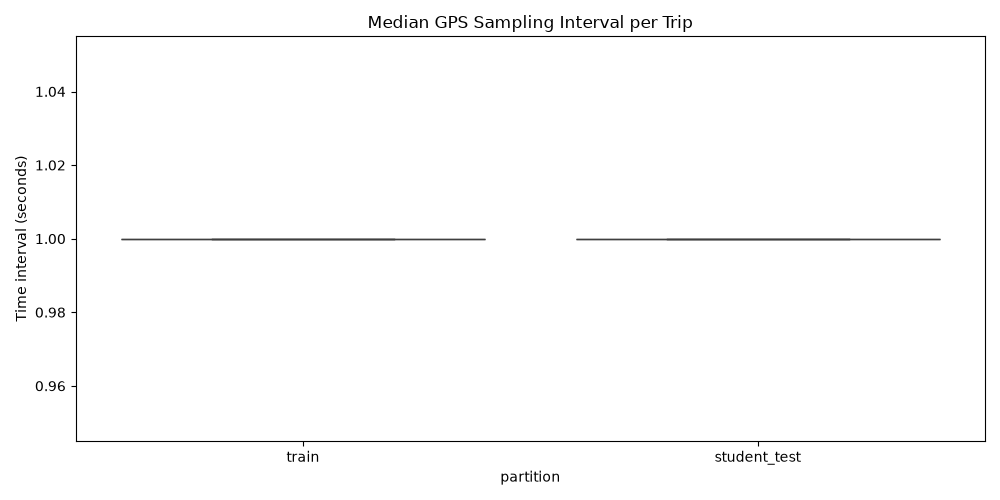 Median GPS Sampling Interval per Trip
Time interval (seconds)
1.04
1.02
1.00
0.98
0.96
train
student_test
partition